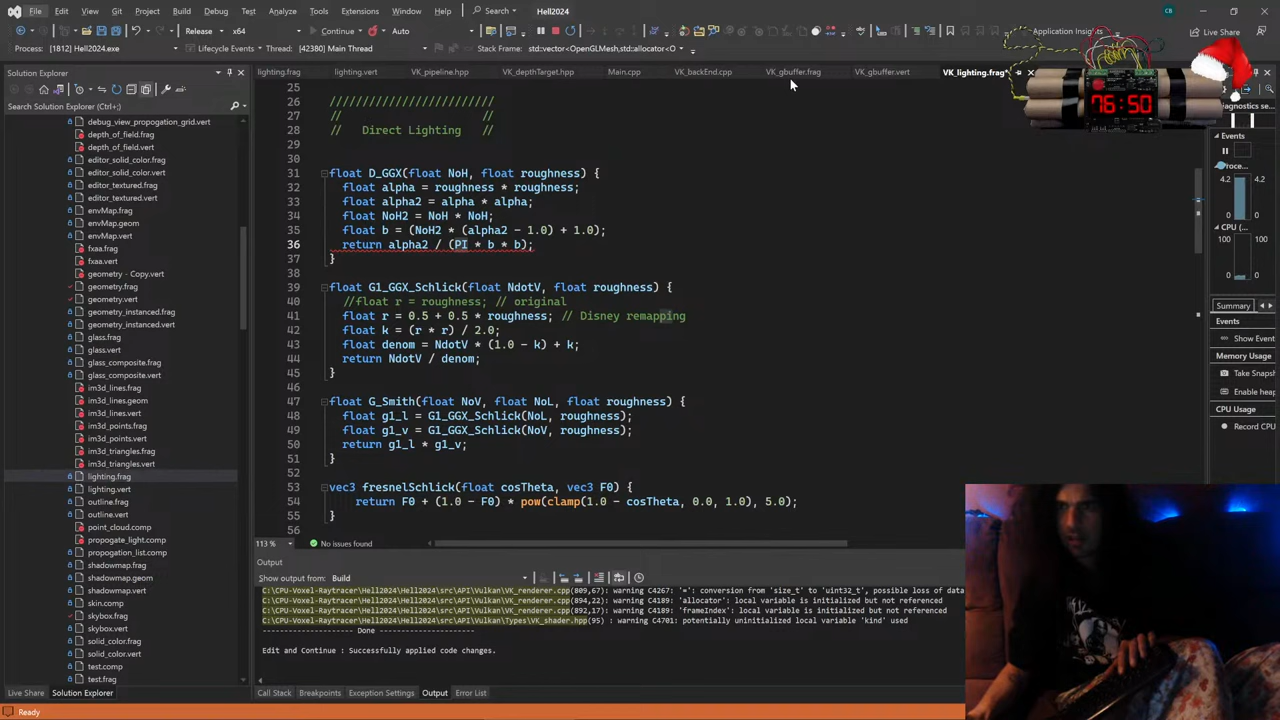 File Edit View Git Project Build Debug Test Analyze Tools Extensions Window Help Search Hell2024 CB
Release x64 Continue Auto Application Insights Live Share
Process: [1812] Hell2024.exe Lifecycle Events Thread: [42380] Main Thread Stack Frame: std::vector<OpenGLMesh,std::allocator<O
76:50
Solution Explorer
Search Solution Explorer (Ctrl+;)
debug_view_propogation_grid.vert
depth_of_field.frag
depth_of_field.vert
editor_solid_color.frag
editor_solid_color.vert
editor_textured.frag
editor_textured.vert
envMap.frag
envMap.geom
envMap.vert
fxaa.frag
fxaa.vert
geometry - Copy.vert
geometry.frag
geometry.vert
geometry_instanced.frag
geometry_instanced.vert
glass.frag
glass.vert
glass_composite.frag
glass_composite.vert
im3d_lines.frag
im3d_lines.geom
im3d_lines.vert
im3d_points.frag
im3d_points.vert
im3d_triangles.frag
im3d_triangles.vert
lighting.frag
lighting.vert
outline.frag
outline.vert
point_cloud.comp
propogate_light.comp
propogation_list.comp
shadowmap.frag
shadowmap.geom
shadowmap.vert
skin.comp
skybox.frag
skybox.vert
solid_color.frag
solid_color.vert
test.comp
test.frag
Live Share Solution Explorer
lighting.frag lighting.vert VK_pipeline.hpp VK_depthTarget.hpp Main.cpp VK_backEnd.cpp VK_gbuffer.frag VK_gbuffer.vert VK_lighting.frag*
25
26 /////////////////////////
27 // //
28 // Direct Lighting //
29
30
31 float D_GGX(float NoH, float roughness) {
32 float alpha = roughness * roughness;
33 float alpha2 = alpha * alpha;
34 float NoH2 = NoH * NoH;
35 float b = (NoH2 * (alpha2 - 1.0) + 1.0);
36 return alpha2 / (PI * b * b);
37 }
38
39 float G1_GGX_Schlick(float NdotV, float roughness) {
40 //float r = roughness; // original
41 float r = 0.5 + 0.5 * roughness; // Disney remapping
42 float k = (r * r) / 2.0;
43 float denom = NdotV * (1.0 - k) + k;
44 return NdotV / denom;
45 }
46
47 float G_Smith(float NoV, float NoL, float roughness) {
48 float g1_l = G1_GGX_Schlick(NoL, roughness);
49 float g1_v = G1_GGX_Schlick(NoV, roughness);
50 return g1_l * g1_v;
51 }
52
53 vec3 fresnelSchlick(float cosTheta, vec3 F0) {
54 return F0 + (1.0 - F0) * pow(clamp(1.0 - cosTheta, 0.0, 1.0), 5.0);
55 }
56
113 % No issues found
Output
Show output from: Build
C:\CPU-Voxel-Raytracer\Hell2024\Hell2024\src\API\Vulkan\VK_renderer.cpp(809,67): warning C4267: '=': conversion from 'size_t' to 'uint32_t', possible loss of data
C:\CPU-Voxel-Raytracer\Hell2024\Hell2024\src\API\Vulkan\VK_renderer.cpp(894,22): warning C4189: 'allocator': local variable is initialized but not referenced
C:\CPU-Voxel-Raytracer\Hell2024\Hell2024\src\API\Vulkan\VK_renderer.cpp(892,17): warning C4189: 'frameIndex': local variable is initialized but not referenced
C:\CPU-Voxel-Raytracer\Hell2024\Hell2024\src\API\Vulkan\Types\VK_shader.hpp(95) : warning C4701: potentially uninitialized local variable 'kind' used
--------------------- Done ----------------------
Edit and Continue : Successfully applied code changes.
Call Stack Breakpoints Exception Settings Output Error List
Diagnostics se
Events
4.2 4.2
0 0
CPU (
100 100
0 0
Summary
Events
Show Event
Memory Usage
Take Snaps
Enable hea
CPU Usage
Record CPU
Ready